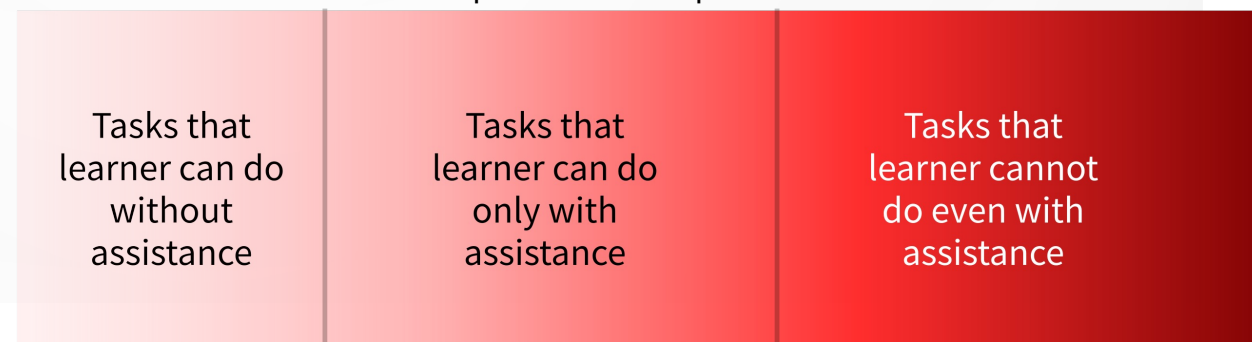 Tasks that
learner can do
without
assistance
Tasks that
learner can do
only with
assistance
Tasks that
learner cannot
do even with
assistance